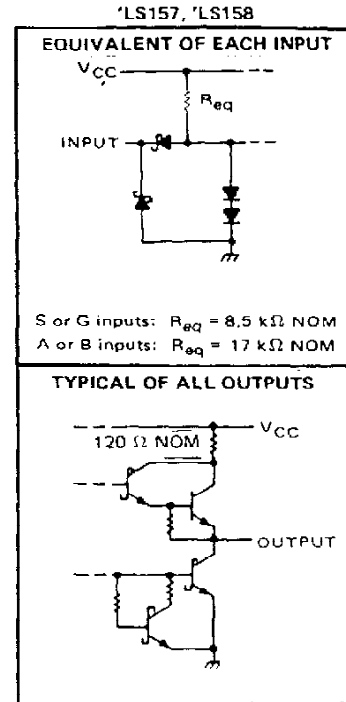 'LS157, 'LS158
EQUIVALENT OF EACH INPUT
VCC
Req
INPUT
S or G inputs: Req = 8,5 kΩ NOM
A or B inputs: Req = 17 kΩ NOM
TYPICAL OF ALL OUTPUTS
VCC
120 Ω NOM
OUTPUT